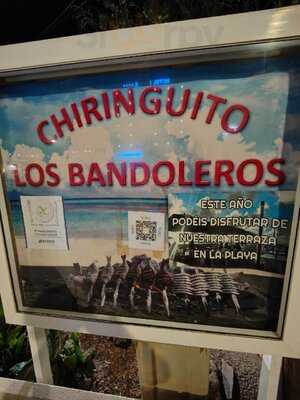 CHIRINGUITO
LOS BANDOLEROS
ESTE AÑO
PODEIS DISFRUTAR DE
NUESTRA TERRAZA
EN LA PLAYA